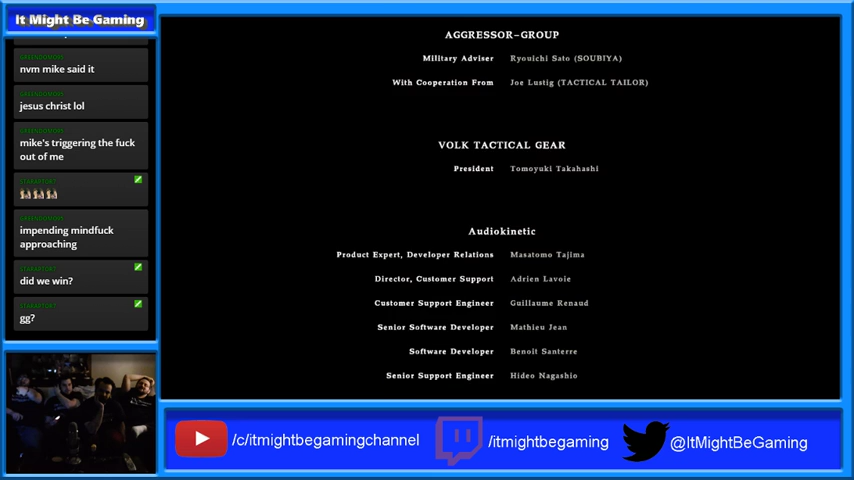 It Might Be Gaming
nvm mike said it
jesus christ lol
mike's triggering the fuck
out of me
impending mindfuck
approaching
did we win?
gg?
AGGRESSOR-GROUP
Military Adviser Ryouichi Sato (SOUBIYA)
With Cooperation From Joe Lustig (TACTICAL TAILOR)
VOLK TACTICAL GEAR
President Tomoyuki Takahashi
Audiokinetic
Product Expert, Developer Relations Masatomo Tajima
Director, Customer Support Adrien Lavoie
Customer Support Engineer Guillaume Renaud
Senior Software Developer Mathieu Jean
Software Developer Benoit Santerre
Senior Support Engineer Hideo Nagashio
/c/itmightbegamingchannel
/itmightbegaming
@ItMightBeGaming